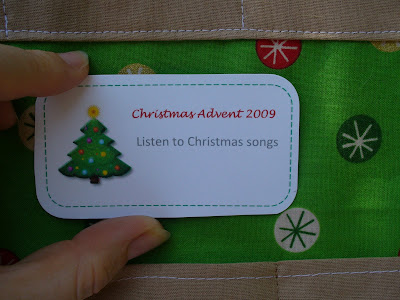 Christmas Advent 2009
Listen to Christmas songs